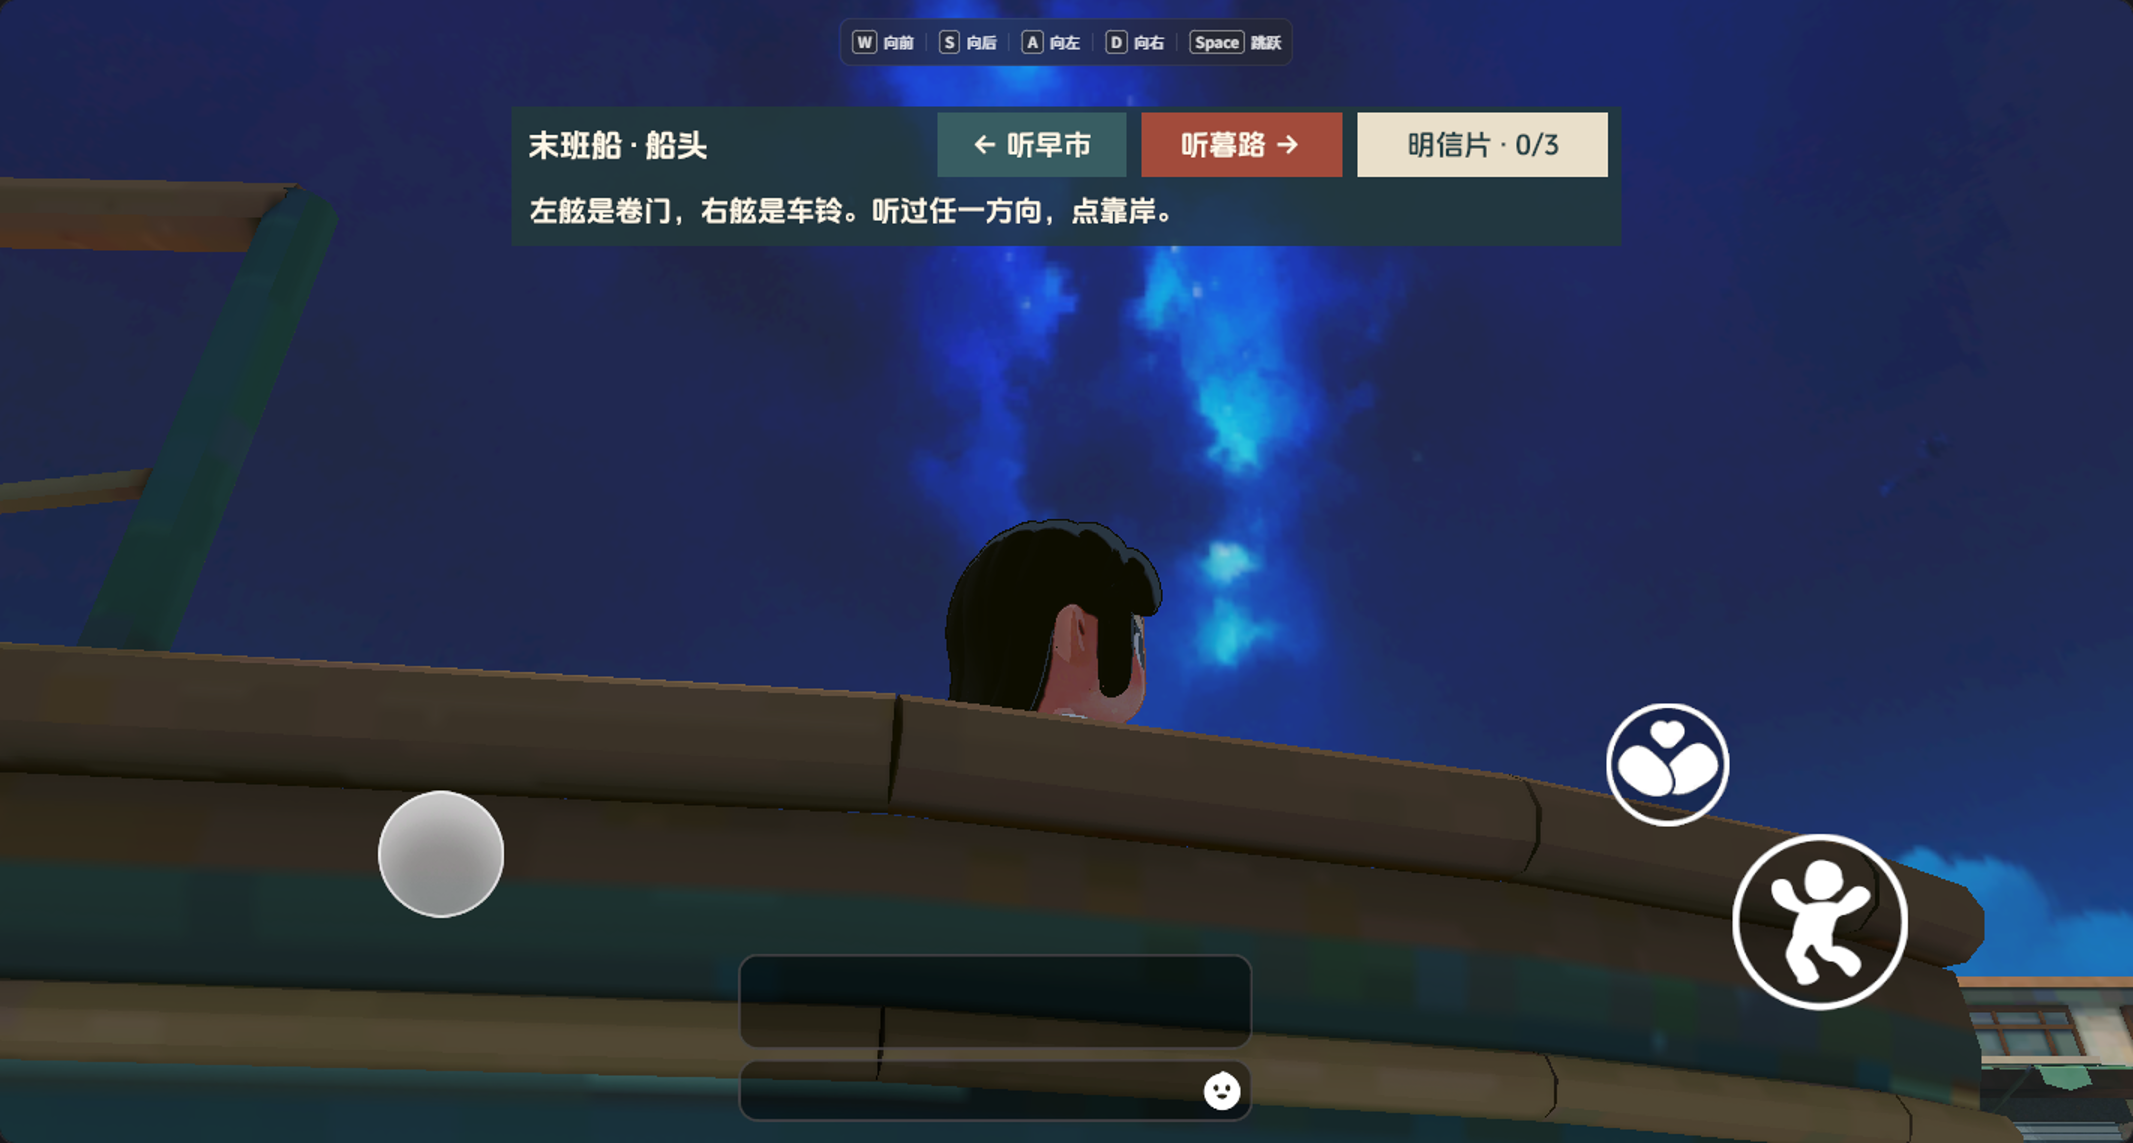 W 向前 S 向后 A 向左 D 向右 Space 跳跃
末班船·船头 ← 听早市 听暮路 → 明信片·0/3
左舷是卷门，右舷是车铃。听过任一方向，点靠岸。